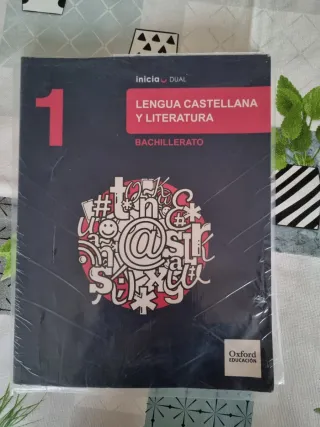 inicia DUAL
1
LENGUA CASTELLANA
Y LITERATURA
BACHILLERATO
Oxford
EDUCACIÓN